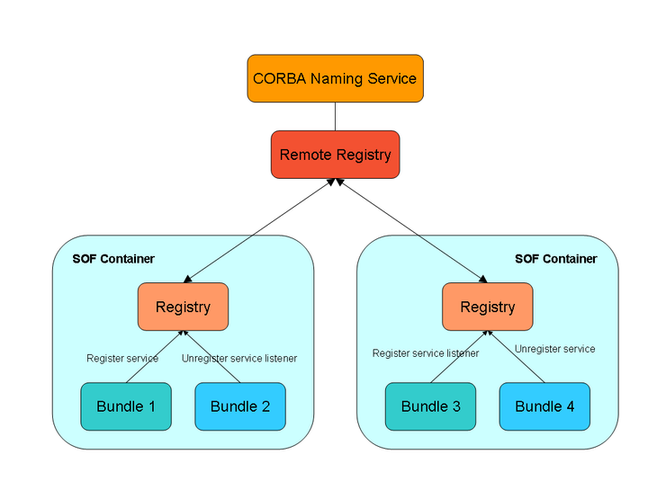 CORBA Naming Service
Remote Registry
SOF Container
SOF Container
Registry
Registry
Register service
Unregister service listener
Register service listener
Unregister service
Bundle 1
Bundle 2
Bundle 3
Bundle 4